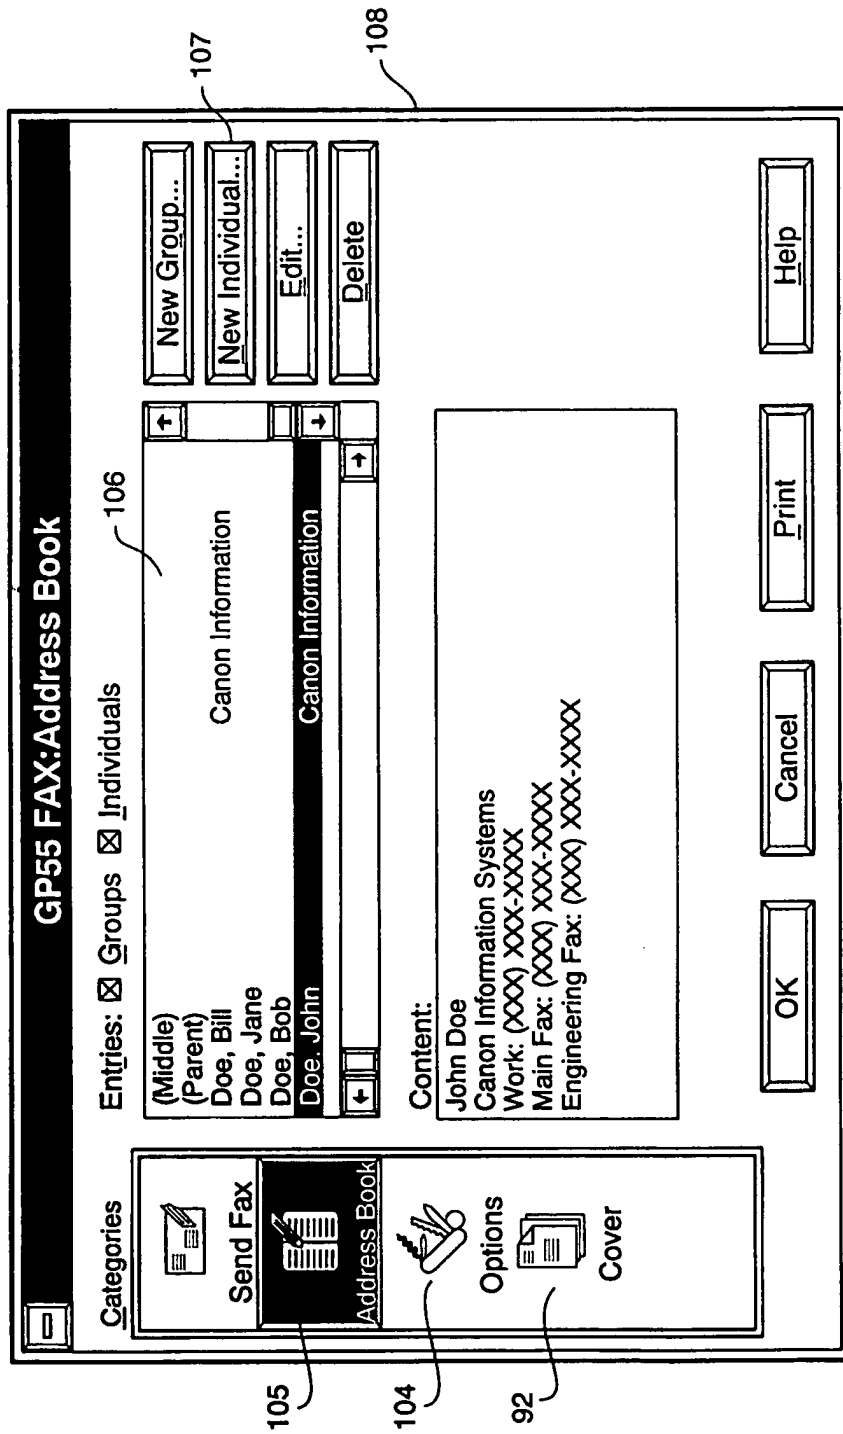 GP55 FAX:Address Book
Categories
Send Fax
Address Book
Options
Cover
Entries: Groups Individuals
(Middle)
(Parent)
Doe, Bill
Doe, Jane Canon Information
Doe, Bob
Doe. John Canon Information
New Group...
New Individual...
Edit...
Delete
Content:
John Doe
Canon Information Systems
Work: (XXX) XXX-XXXX
Main Fax: (XXX) XXX-XXXX
Engineering Fax: (XXX) XXX-XXXX
OK
Cancel
Print
Help
105
104
92
106
107
108